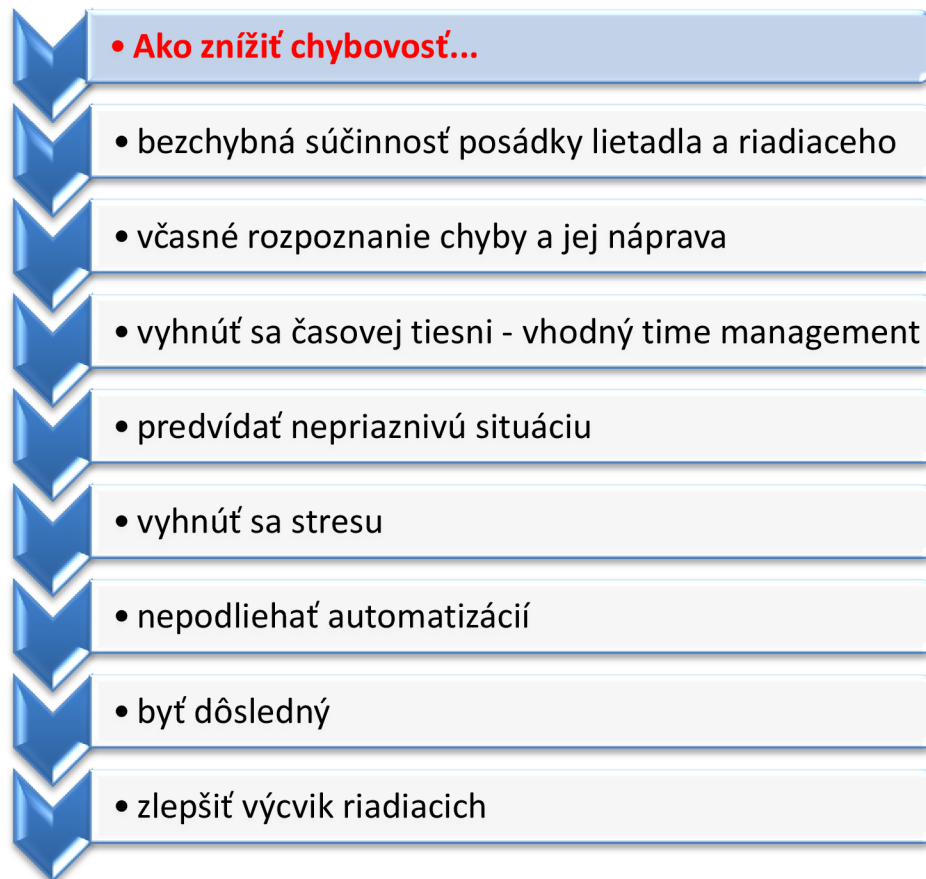 • Ako znížiť chybovosť...
• bezchybná súčinnosť posádky lietadla a riadiaceho
• včasné rozpoznanie chyby a jej náprava
• vyhnúť sa časovej tiesni - vhodný time management
• predvídať nepriaznivú situáciu
• vyhnúť sa stresu
• nepodliehať automatizácií
• byť dôsledný
• zlepšiť výcvik riadiacich